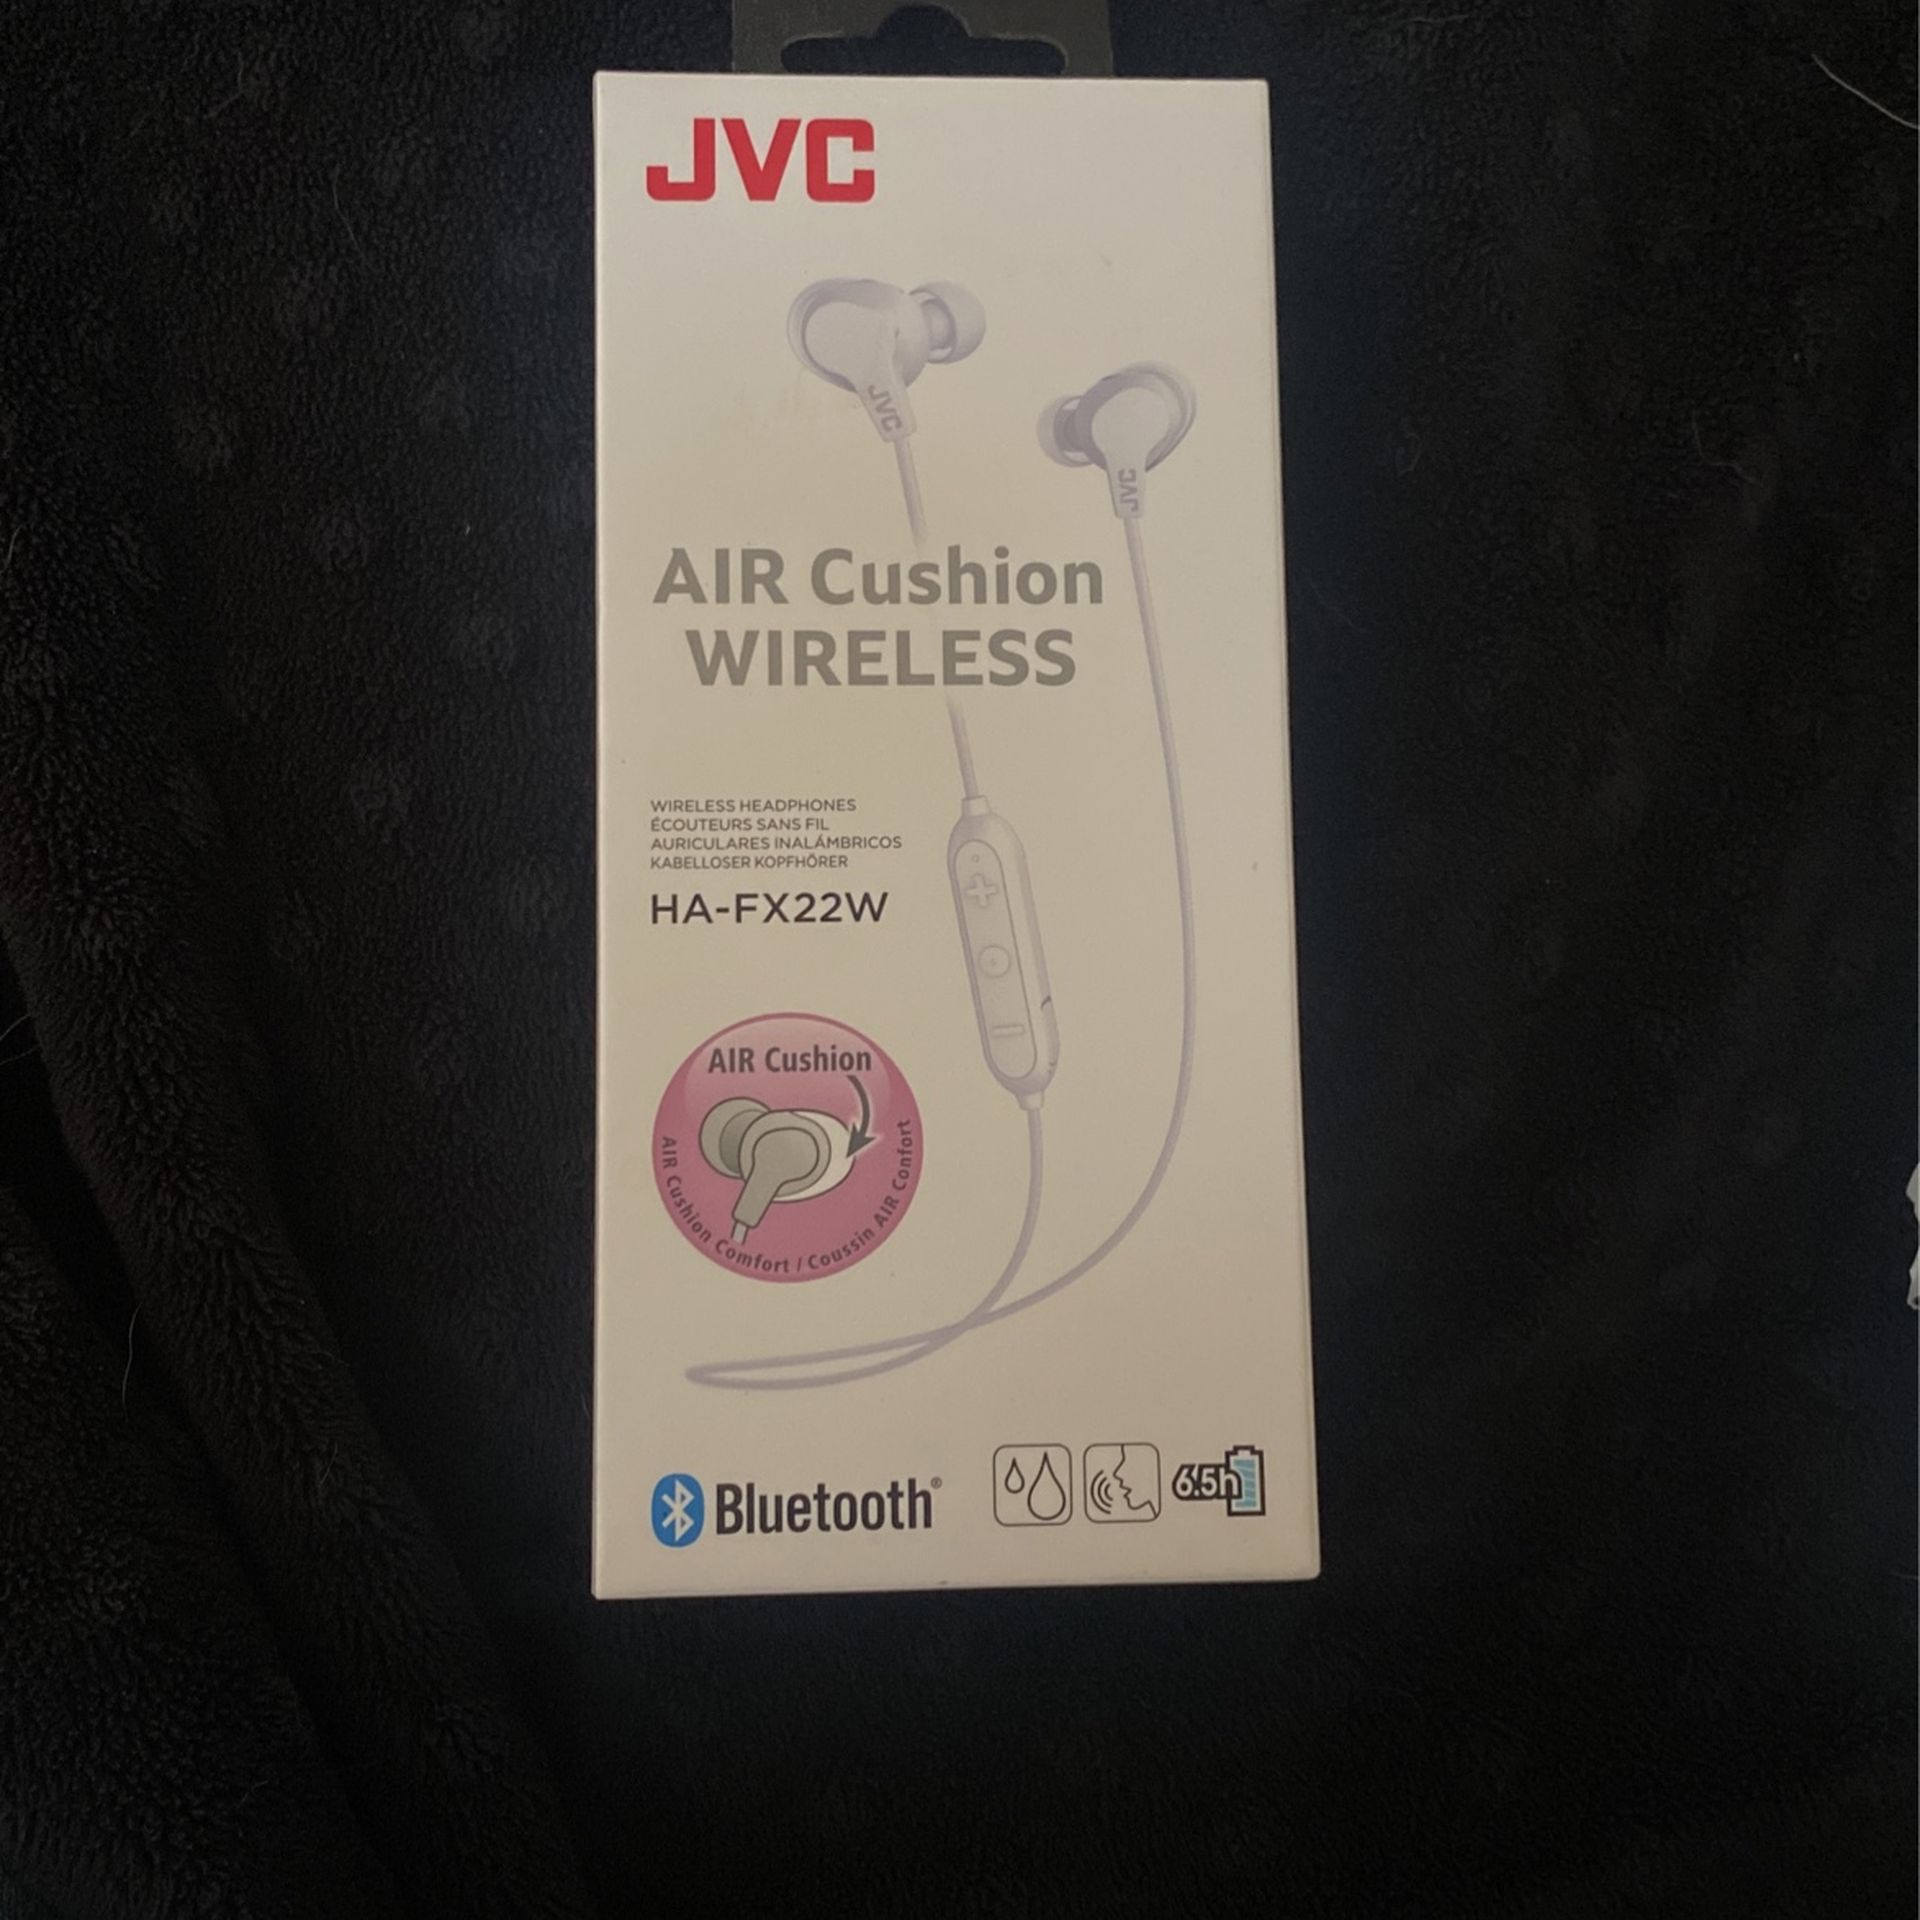 JVC
JVC
JVC
AIR Cushion
WIRELESS
WIRELESS HEADPHONES
ÉCOUTEURS SANS FIL
AURICULARES INALÁMBRICOS
KABELLOSER KOPFHÖRER
HA-FX22W
AIR Cushion
AIR Cushion Comfort / Coussin AIR Confort
Bluetooth®
6.5h